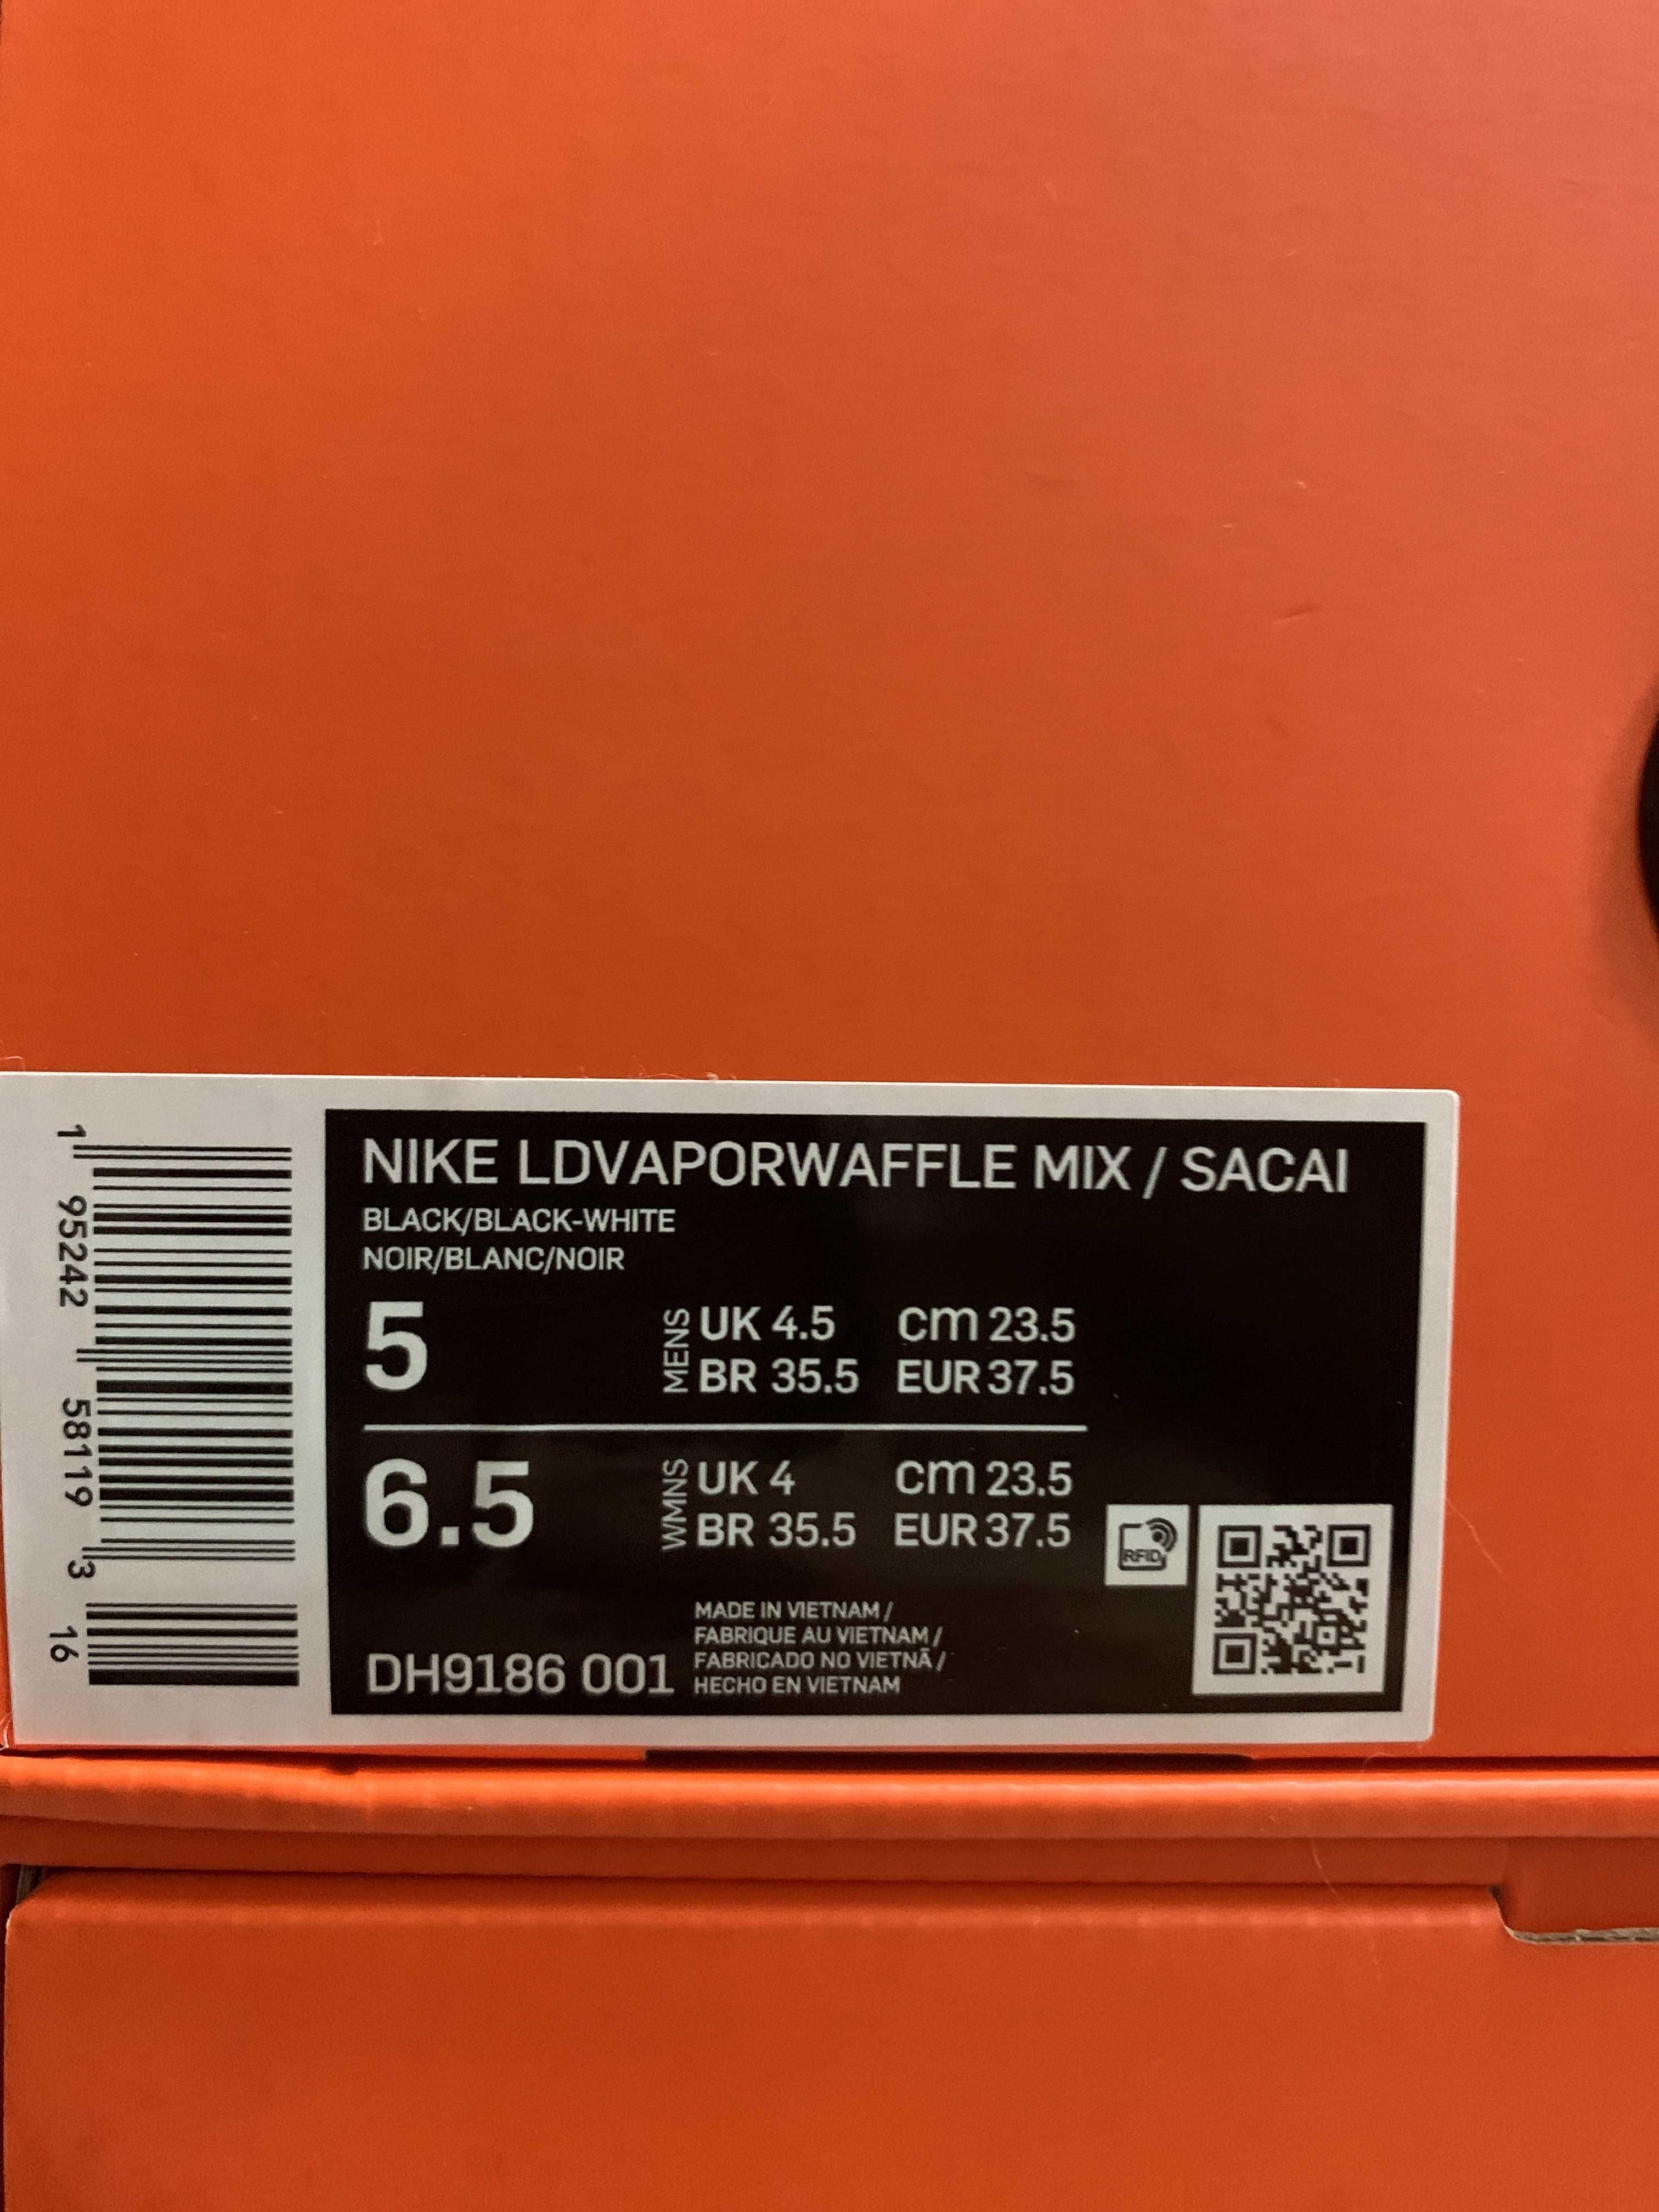 NIKE LDVAPORWAFFLE MIX / SACAI
BLACK/BLACK-WHITE
NOIR/BLANC/NOIR
5
MENS
UK 4.5 cm 23.5
BR 35.5 EUR 37.5
6.5
WMNS
UK 4 cm 23.5
BR 35.5 EUR 37.5
RFID
DH9186 001
MADE IN VIETNAM /
FABRIQUE AU VIETNAM /
FABRICADO NO VIETNÃ /
HECHO EN VIETNAM
1 95242 58119 3 16